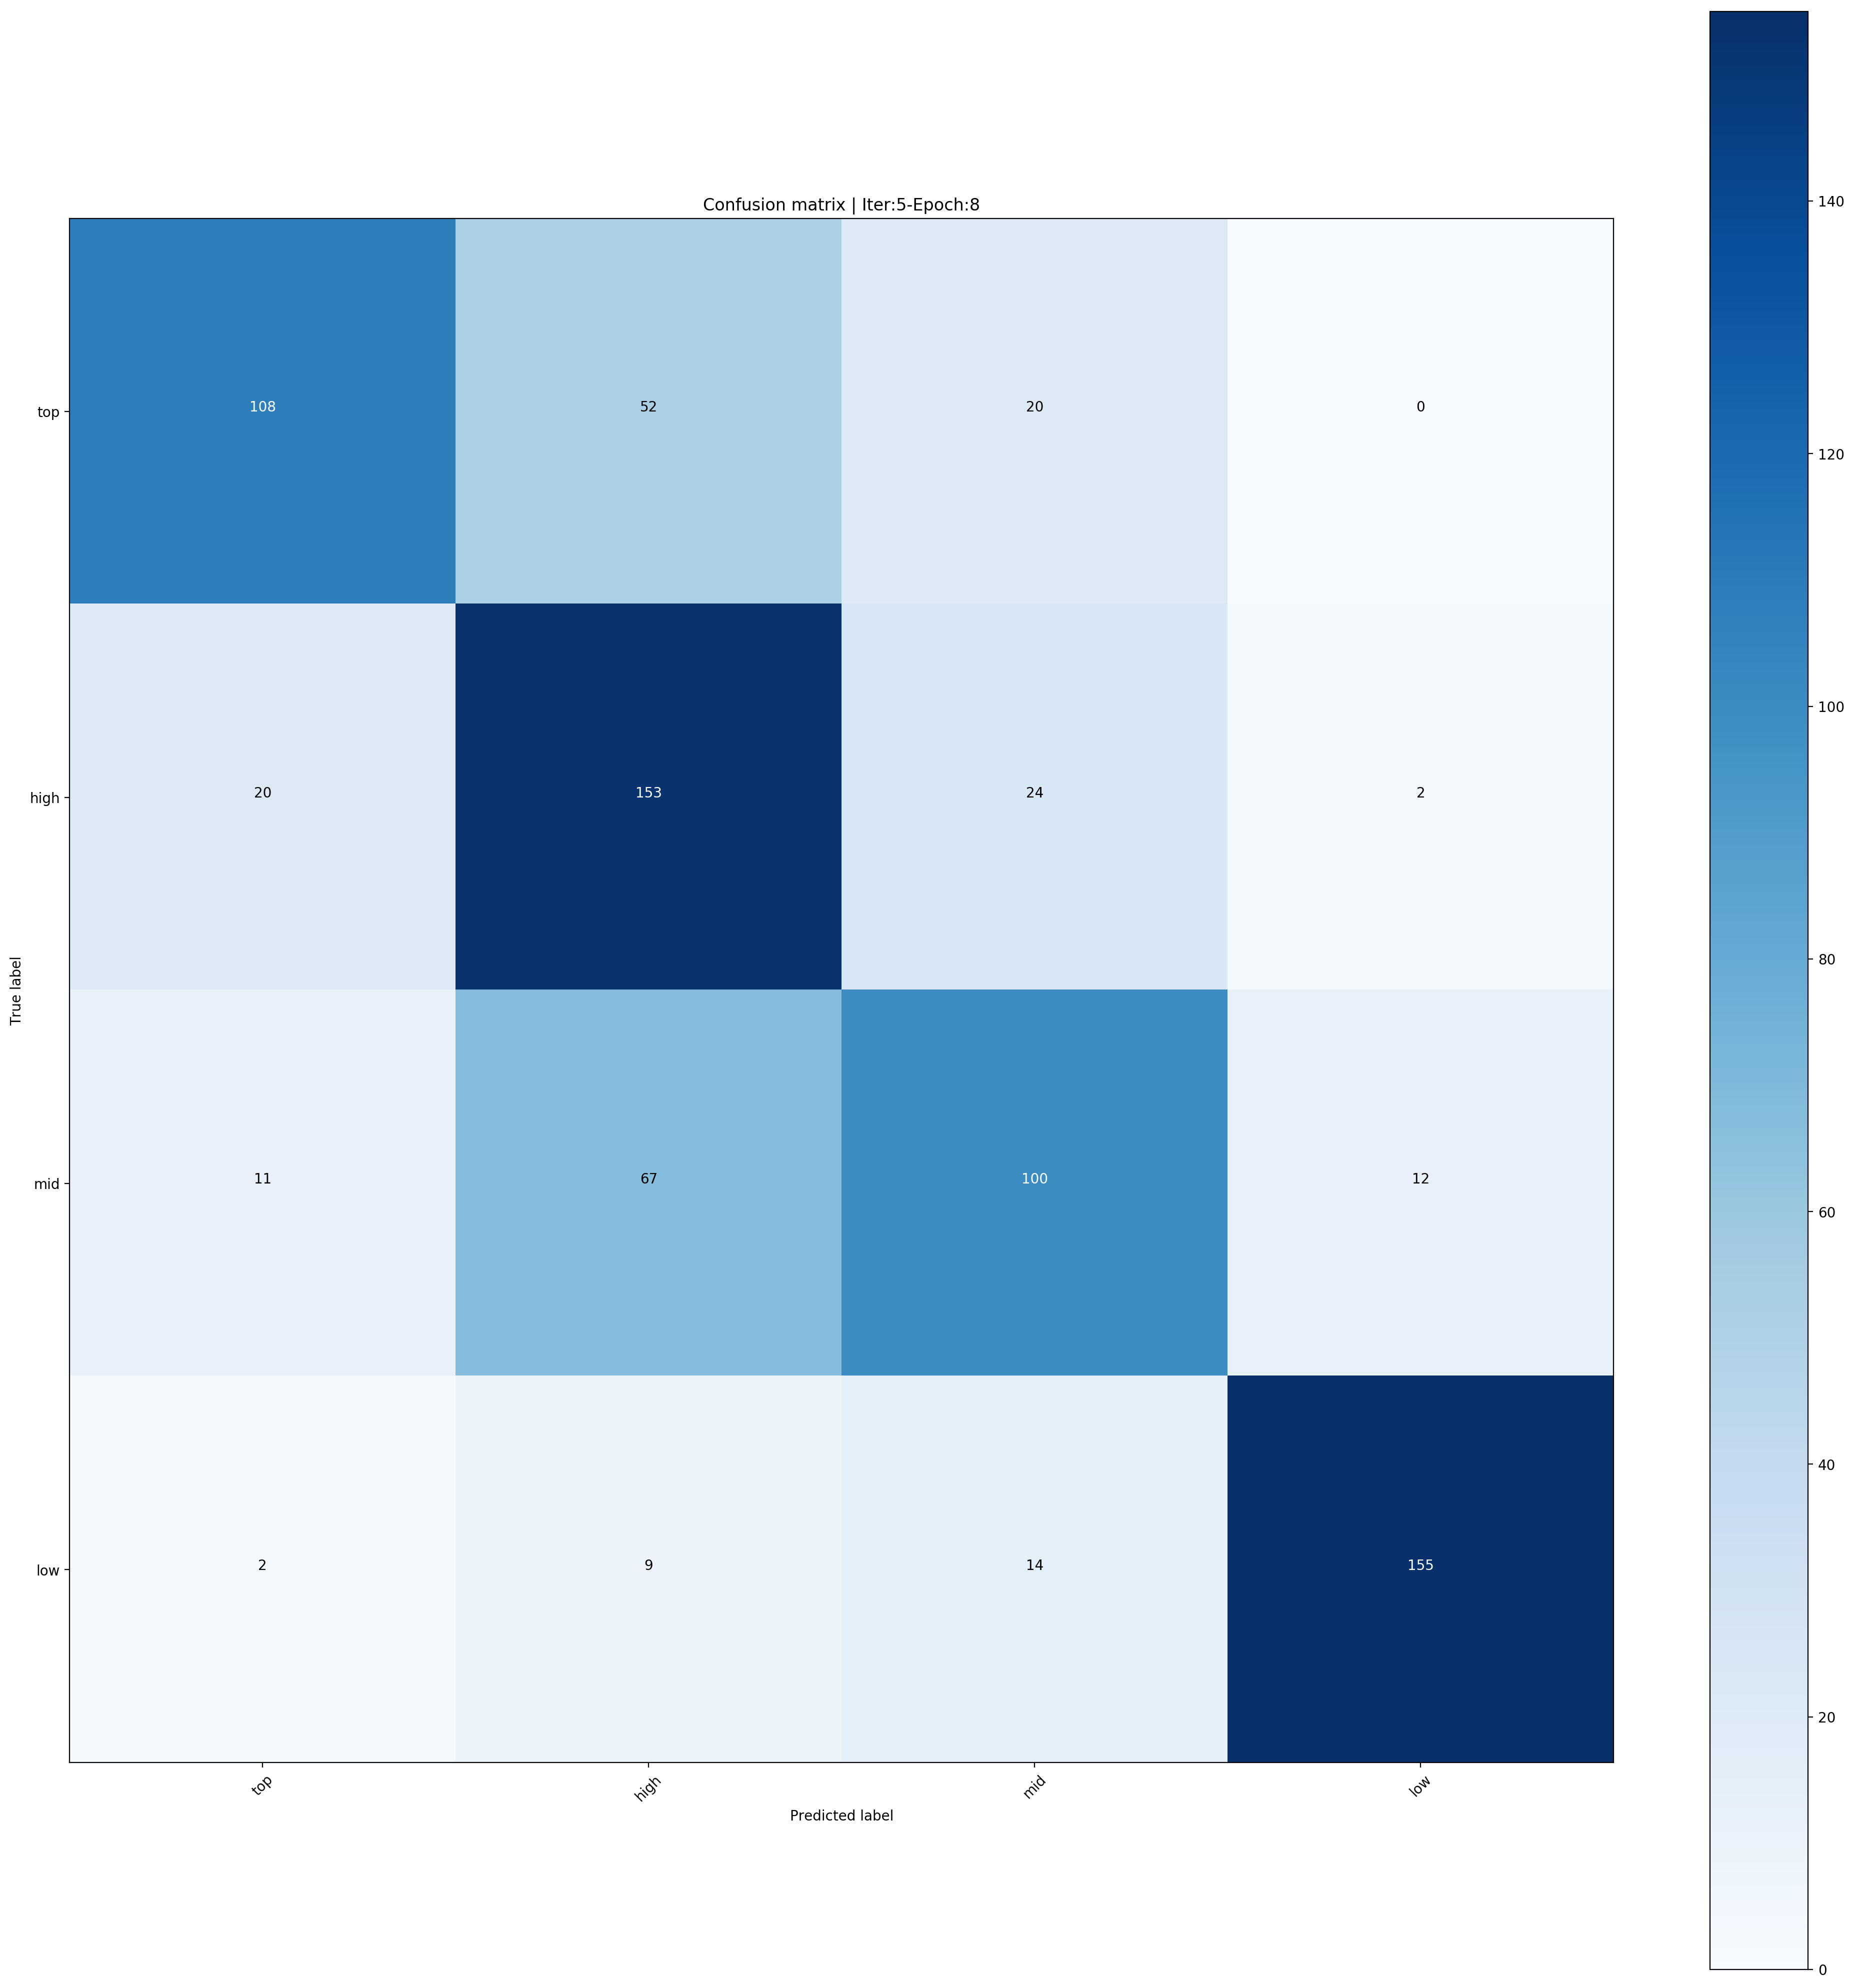 Confusion matrix | Iter:5-Epoch:8
top 108 52 20 0
high 20 153 24 2
mid 11 67 100 12
low 2 9 14 155
top high mid low
Predicted label
True label
140
120
100
80
60
40
20
0